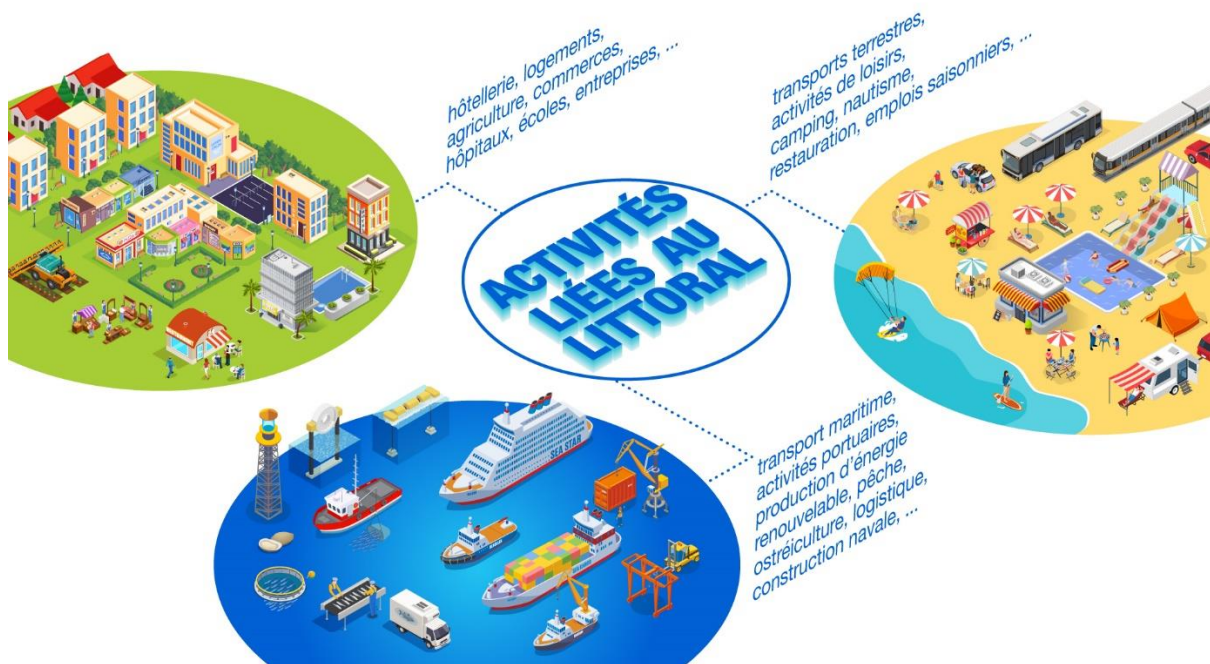 hôtellerie, logements,
agriculture, commerces,
hôpitaux, écoles, entreprises, ...
transports terrestres,
activités de loisirs,
camping, nautisme,
restauration, emplois saisonniers, ...
ACTIVITÉS
LIÉES AU
LITTORAL
transport maritime,
activités portuaires,
production d'énergie
renouvelable, pêche,
ostréiculture, logistique,
construction navale, ...
SEA STAR